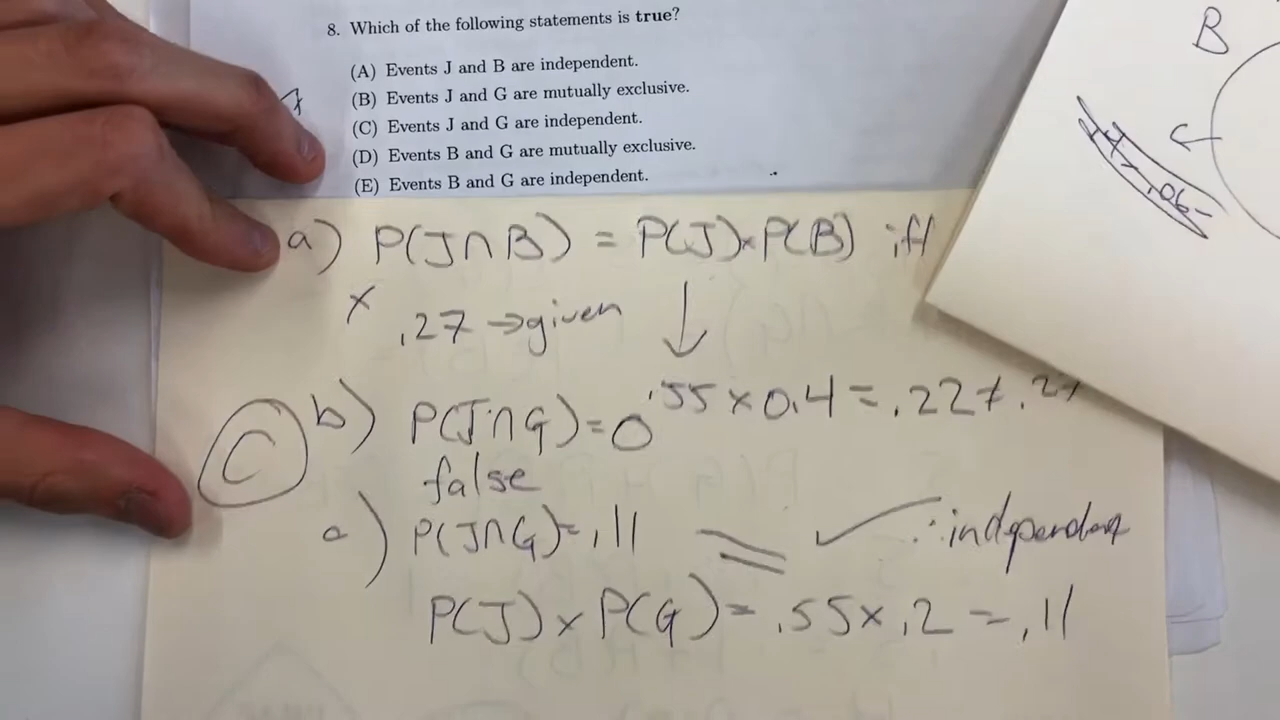 8. Which of the following statements is true?
(A) Events J and B are independent.
(B) Events J and G are mutually exclusive.
(C) Events J and G are independent.
(D) Events B and G are mutually exclusive.
(E) Events B and G are independent.
a) P(J∩B) = P(J)×P(B) iff
× .27 → given ↓
.55 × 0.4 = .22 ≠ .27
b) P(J∩G) = 0
false
C
c) P(J∩G) = .11 = ✓ ∴ independent
P(J) × P(G) = .55 × .2 = .11
B